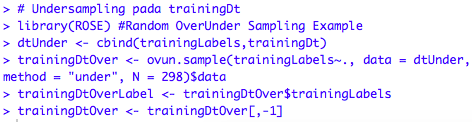 > # Undersampling pada trainingDt
> library(ROSE) #Random OverUnder Sampling Example
> dtUnder <- cbind(trainingLabels,trainingDt)
> trainingDtOver <- ovun.sample(trainingLabels~., data = dtUnder,
method = "under", N = 298)$data
> trainingDtOverLabel <- trainingDtOver$trainingLabels
> trainingDtOver <- trainingDtOver[,-1]